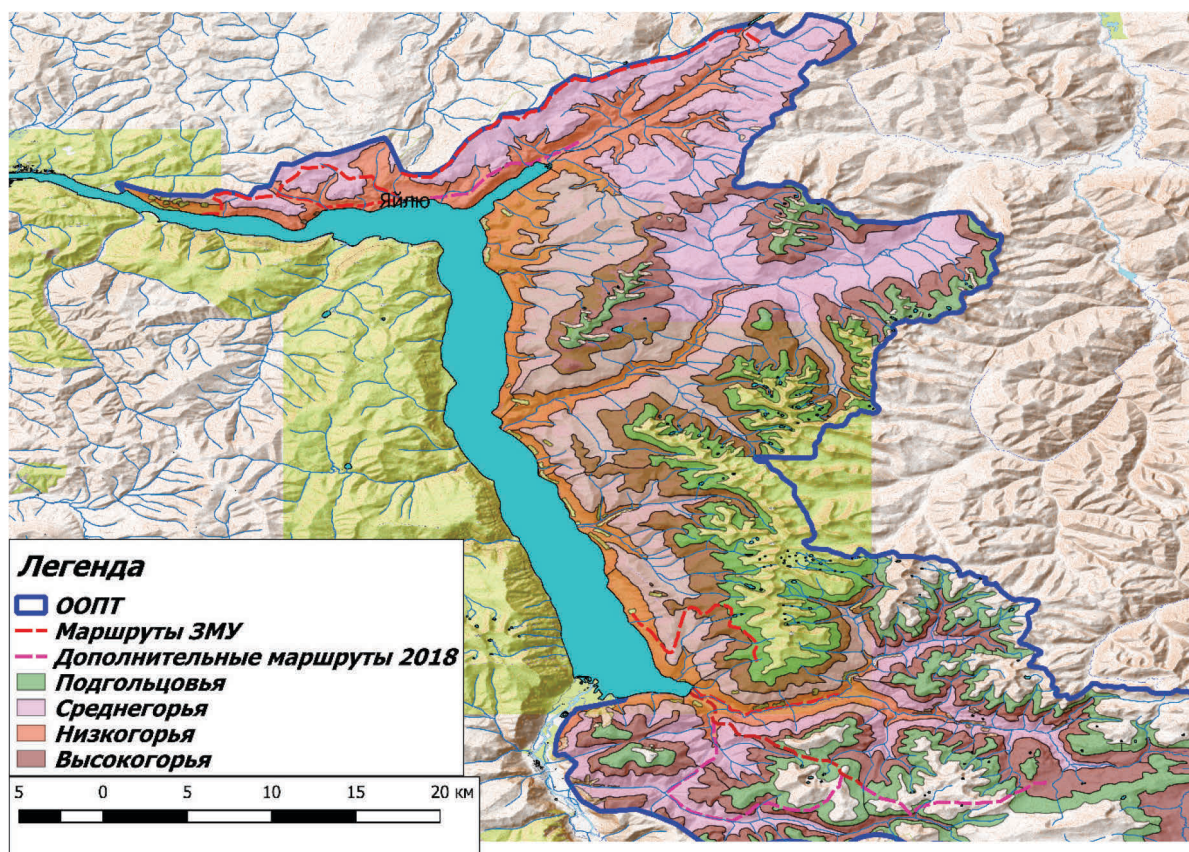 Яйлю
Легенда
ООПТ
Маршруты ЗМУ
Дополнительные маршруты 2018
Подгольцовья
Среднегорья
Низкогорья
Высокогорья
5 0 5 10 15 20 км